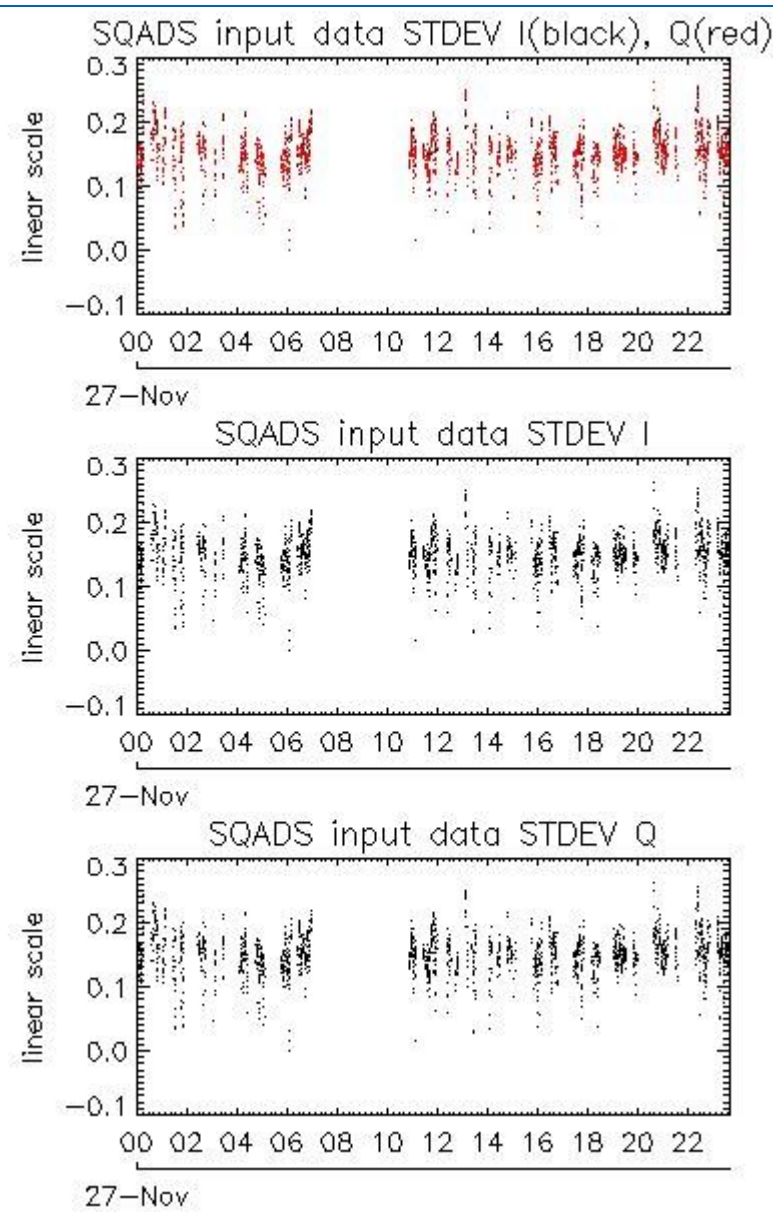 SQADS input data STDEV I(black), Q(red)
0.3
0.2
0.1
0.0
−0.1
linear scale
00 02 04 06 08 10 12 14 16 18 20 22
27−Nov
SQADS input data STDEV I
0.3
0.2
0.1
0.0
−0.1
linear scale
00 02 04 06 08 10 12 14 16 18 20 22
27−Nov
SQADS input data STDEV Q
0.3
0.2
0.1
0.0
−0.1
linear scale
00 02 04 06 08 10 12 14 16 18 20 22
27−Nov